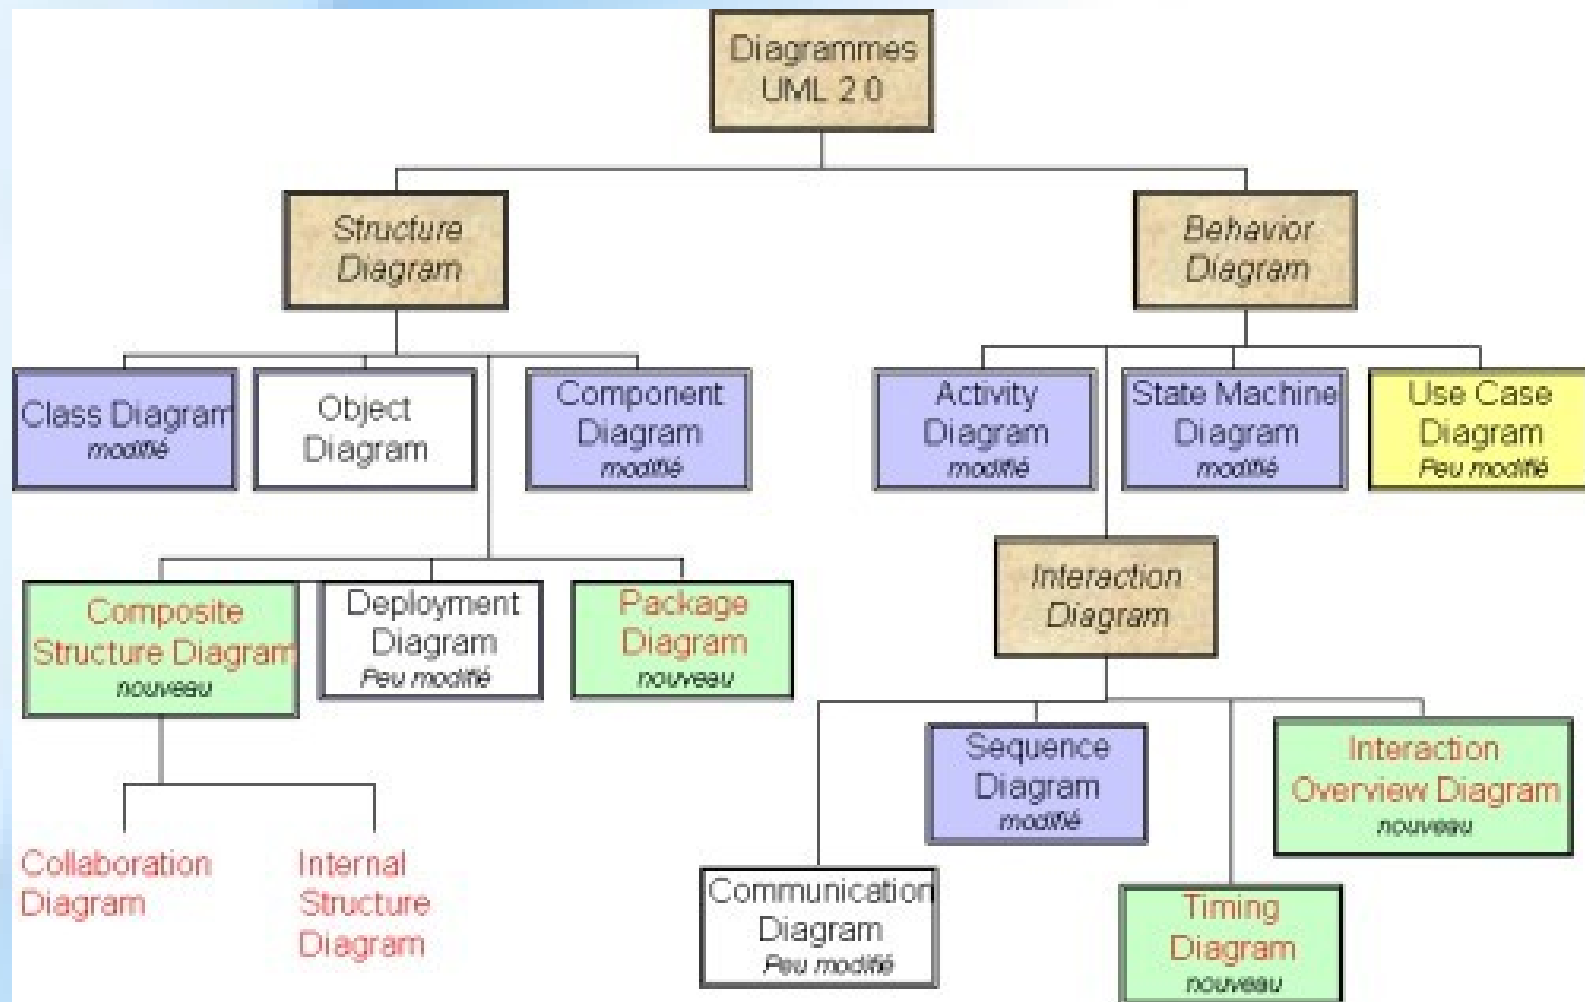 Diagrammes
UML 2.0
Structure
Diagram
Behavior
Diagram
Class Diagram
modifié
Object
Diagram
Component
Diagram
modifié
Activity
Diagram
modifié
State Machine
Diagram
modifié
Use Case
Diagram
Peu modifié
Composite
Structure Diagram
nouveau
Deployment
Diagram
Peu modifié
Package
Diagram
nouveau
Interaction
Diagram
Collaboration
Diagram
Internal
Structure
Diagram
Communication
Diagram
Peu modifié
Sequence
Diagram
modifié
Timing
Diagram
nouveau
Interaction
Overview Diagram
nouveau